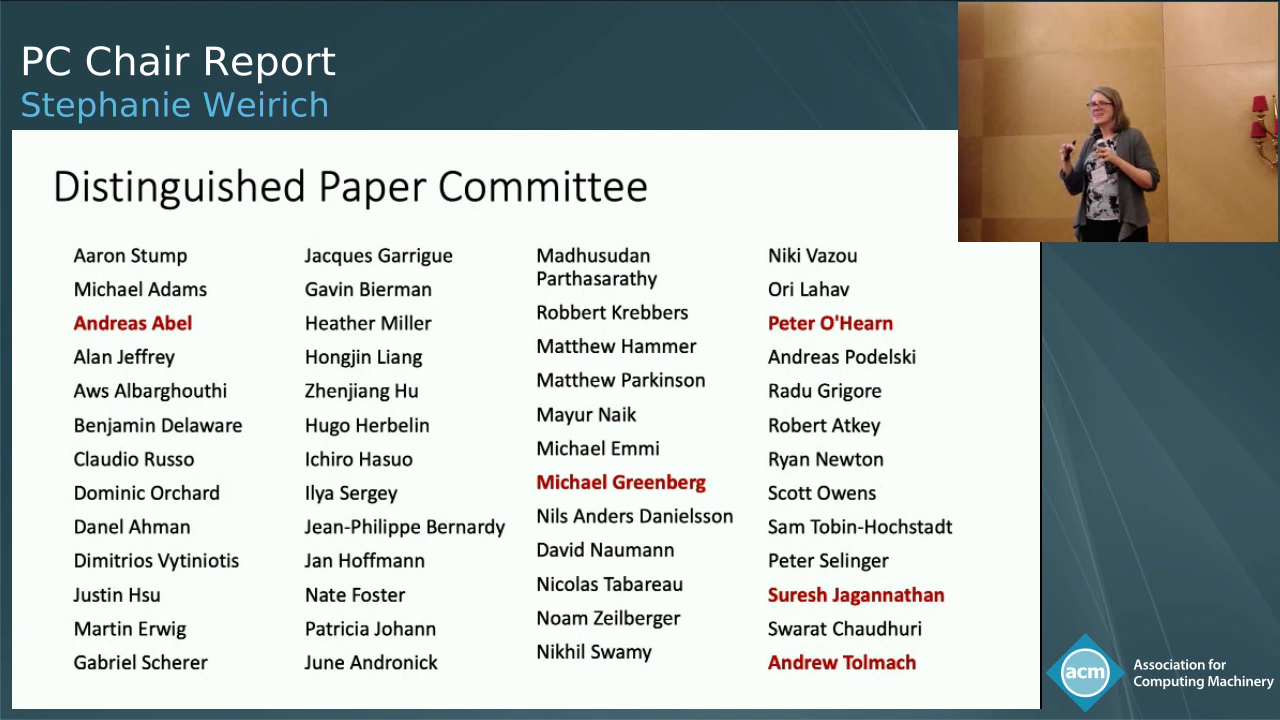 PC Chair Report
Stephanie Weirich
Distinguished Paper Committee
Aaron Stump
Michael Adams
Andreas Abel
Alan Jeffrey
Aws Albarghouthi
Benjamin Delaware
Claudio Russo
Dominic Orchard
Danel Ahman
Dimitrios Vytiniotis
Justin Hsu
Martin Erwig
Gabriel Scherer
Jacques Garrigue
Gavin Bierman
Heather Miller
Hongjin Liang
Zhenjiang Hu
Hugo Herbelin
Ichiro Hasuo
Ilya Sergey
Jean-Philippe Bernardy
Jan Hoffmann
Nate Foster
Patricia Johann
June Andronick
Madhusudan
Parthasarathy
Robbert Krebbers
Matthew Hammer
Matthew Parkinson
Mayur Naik
Michael Emmi
Michael Greenberg
Nils Anders Danielsson
David Naumann
Nicolas Tabareau
Noam Zeilberger
Nikhil Swamy
Niki Vazou
Ori Lahav
Peter O'Hearn
Andreas Podelski
Radu Grigore
Robert Atkey
Ryan Newton
Scott Owens
Sam Tobin-Hochstadt
Peter Selinger
Suresh Jagannathan
Swarat Chaudhuri
Andrew Tolmach
acm
Association for
Computing Machinery